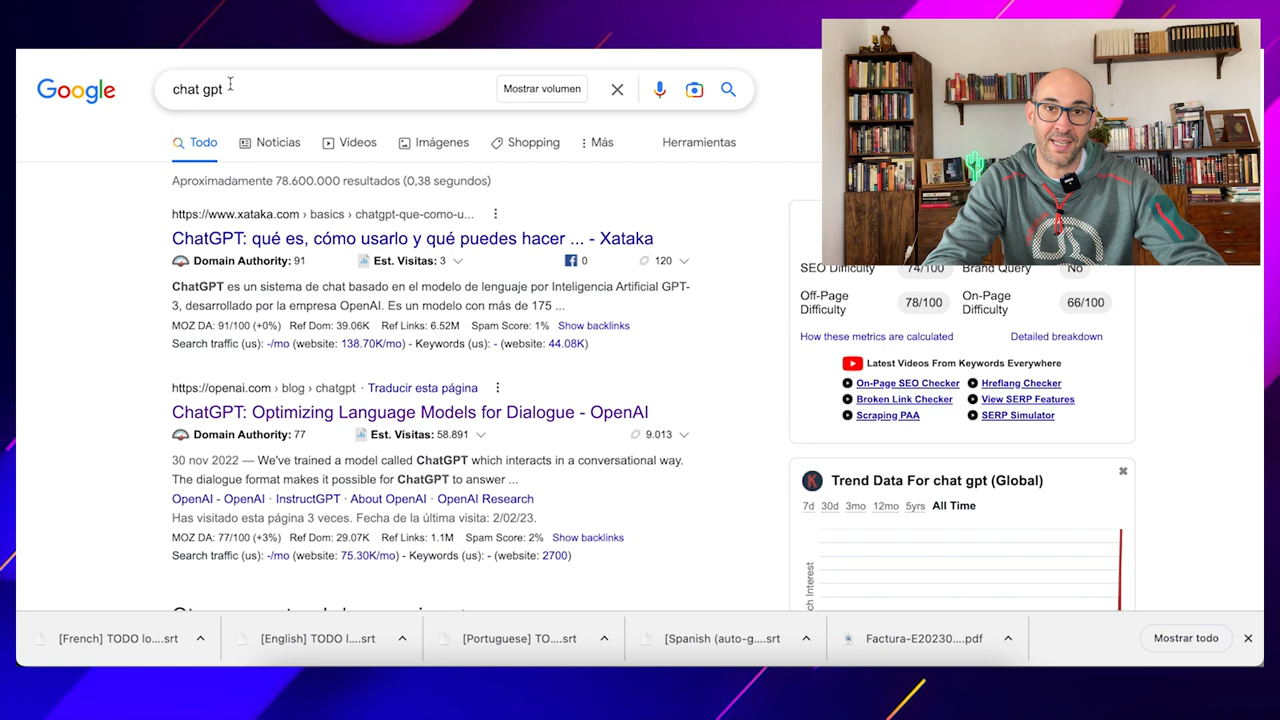 Google
chat gpt
Mostrar volumen
Todo
Noticias
Vídeos
Imágenes
Shopping
Más
Herramientas
Aproximadamente 78.600.000 resultados (0,38 segundos)
https://www.xataka.com › basics › chatgpt-que-como-u...
ChatGPT: qué es, cómo usarlo y qué puedes hacer ... - Xataka
Domain Authority: 91 Est. Visitas: 3 0 120
ChatGPT es un sistema de chat basado en el modelo de lenguaje por Inteligencia Artificial GPT-
3, desarrollado por la empresa OpenAI. Es un modelo con más de 175 ...
MOZ DA: 91/100 (+0%) Ref Dom: 39.06K Ref Links: 6.52M Spam Score: 1% Show backlinks
Search traffic (us): -/mo (website: 138.70K/mo) - Keywords (us): - (website: 44.08K)
https://openai.com › blog › chatgpt · Traducir esta página
ChatGPT: Optimizing Language Models for Dialogue - OpenAI
Domain Authority: 77 Est. Visitas: 58.891 9.013
30 nov 2022 — We've trained a model called ChatGPT which interacts in a conversational way.
The dialogue format makes it possible for ChatGPT to answer ...
OpenAI - OpenAI · InstructGPT · About OpenAI · OpenAI Research
Has visitado esta página 3 veces. Fecha de la última visita: 2/02/23.
MOZ DA: 77/100 (+3%) Ref Dom: 29.07K Ref Links: 1.1M Spam Score: 2% Show backlinks
Search traffic (us): -/mo (website: 75.30K/mo) - Keywords (us): - (website: 2700)
SEO Difficulty 74/100 Brand Query No
Off-Page 78/100 On-Page 66/100
Difficulty Difficulty
How these metrics are calculated Detailed breakdown
Latest Videos From Keywords Everywhere
On-Page SEO Checker Hreflang Checker
Broken Link Checker View SERP Features
Scraping PAA SERP Simulator
K Trend Data For chat gpt (Global)
7d 30d 3mo 12mo 5yrs All Time
ch Interest
[French] TODO lo....srt
[English] TODO l....srt
[Portuguese] TO....srt
[Spanish (auto-g....srt
Factura-E20230....pdf
Mostrar todo